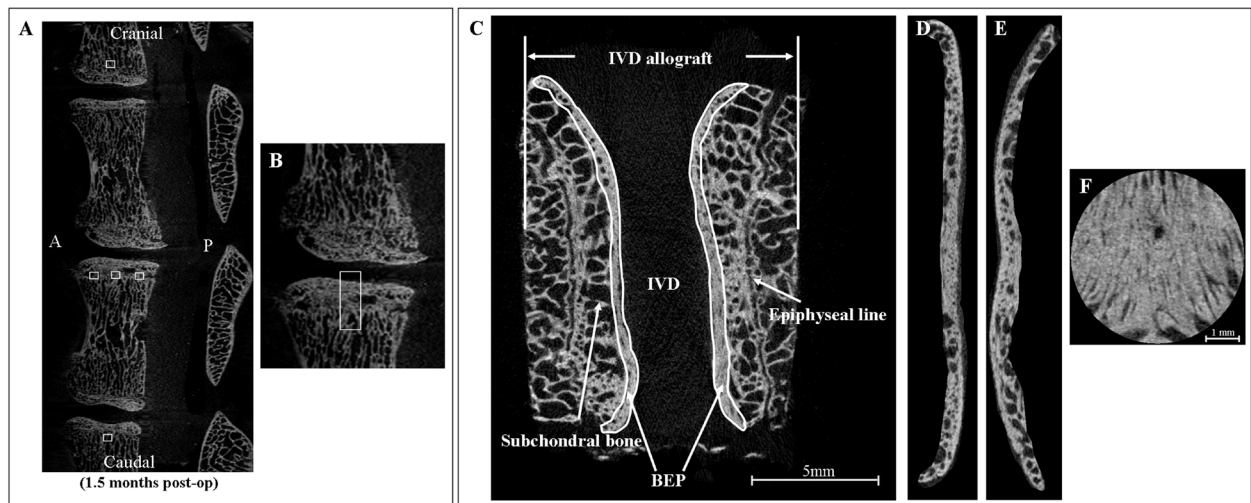 A
Cranial
A
P
Caudal
(1.5 months post-op)
B
C
IVD allograft
IVD
Epiphyseal line
Subchondral bone
BEP
5mm
D
E
F
1 mm